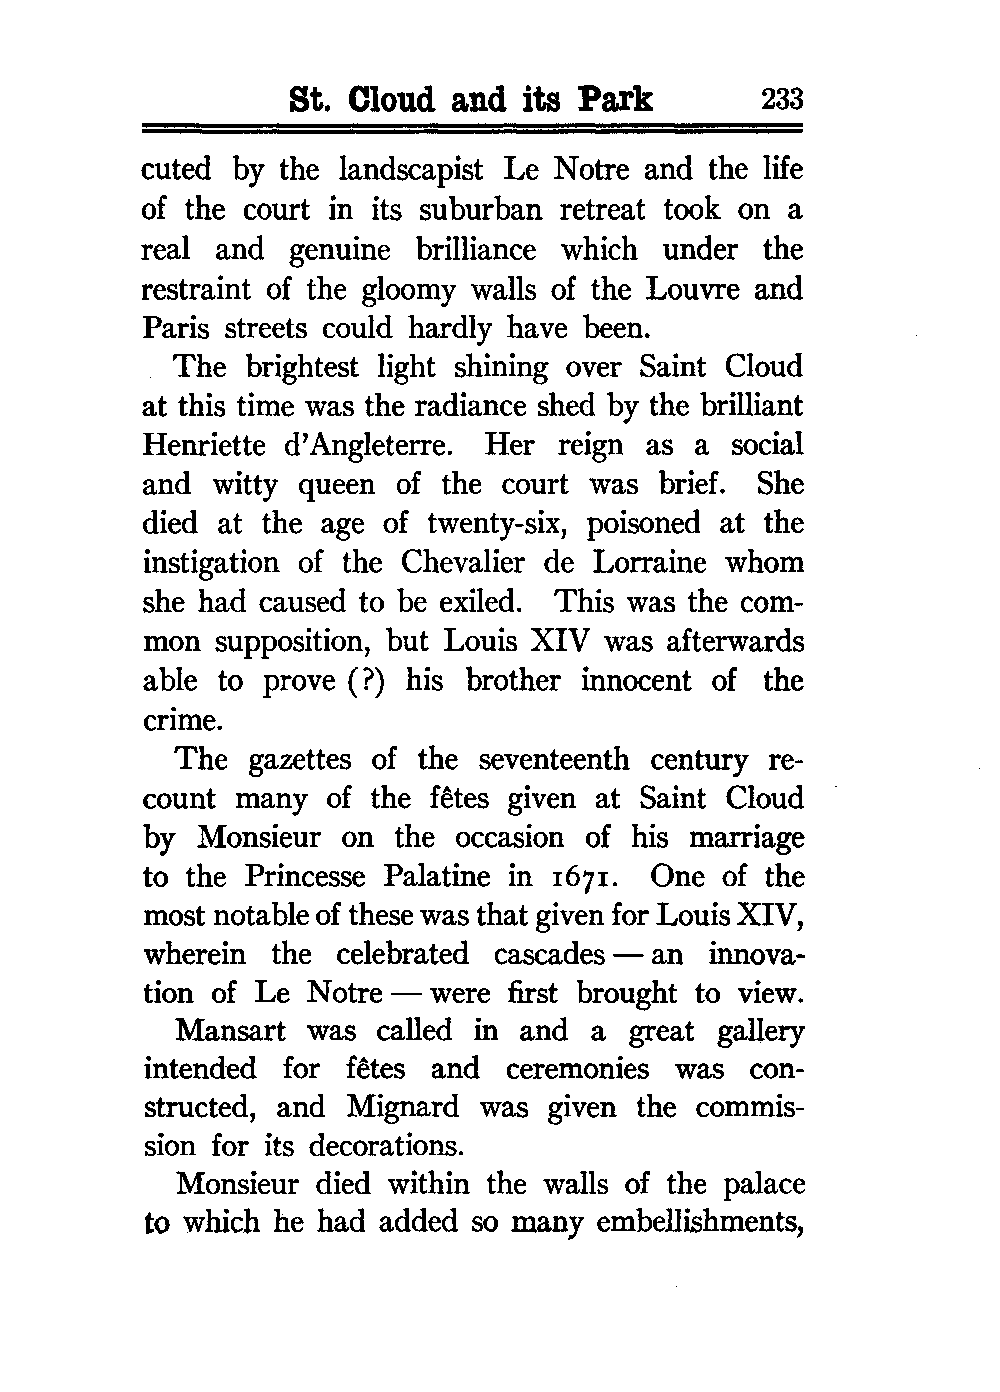 St. Cloud and its Park 233
cuted by the landscapist Le Notre and the life
of the court in its suburban retreat took on a
real and genuine brilliance which under the
restraint of the gloomy walls of the Louvre and
Paris streets could hardly have been.
The brightest light shining over Saint Cloud
at this time was the radiance shed by the brilliant
Henriette d'Angleterre. Her reign as a social
and witty queen of the court was brief. She
died at the age of twenty-six, poisoned at the
instigation of the Chevalier de Lorraine whom
she had caused to be exiled. This was the com-
mon supposition, but Louis XIV was afterwards
able to prove (?) his brother innocent of the
crime.
The gazettes of the seventeenth century re-
count many of the fêtes given at Saint Cloud
by Monsieur on the occasion of his marriage
to the Princesse Palatine in 1671. One of the
most notable of these was that given for Louis XIV,
wherein the celebrated cascades — an innova-
tion of Le Notre — were first brought to view.
Mansart was called in and a great gallery
intended for fêtes and ceremonies was con-
structed, and Mignard was given the commis-
sion for its decorations.
Monsieur died within the walls of the palace
to which he had added so many embellishments,